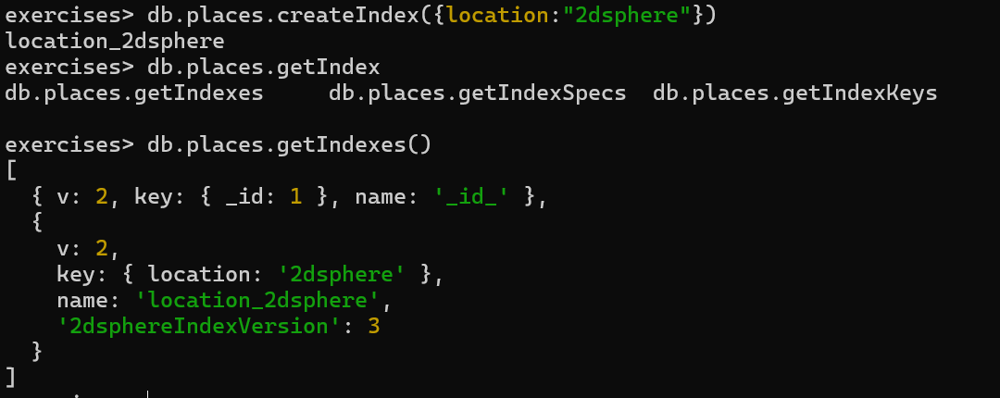 exercises> db.places.createIndex({location:"2dsphere"})
location_2dsphere
exercises> db.places.getIndex
db.places.getIndexes     db.places.getIndexSpecs  db.places.getIndexKeys
exercises> db.places.getIndexes()
[
  { v: 2, key: { _id: 1 }, name: '_id_' },
  {
    v: 2,
    key: { location: '2dsphere' },
    name: 'location_2dsphere',
    '2dsphereIndexVersion': 3
  }
]